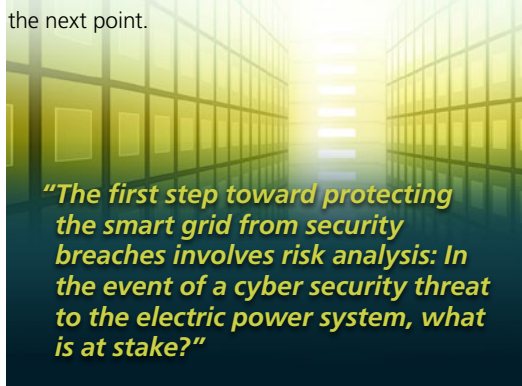 the next point.
“The first step toward protecting
the smart grid from security
breaches involves risk analysis: In
the event of a cyber security threat
to the electric power system, what
is at stake?”